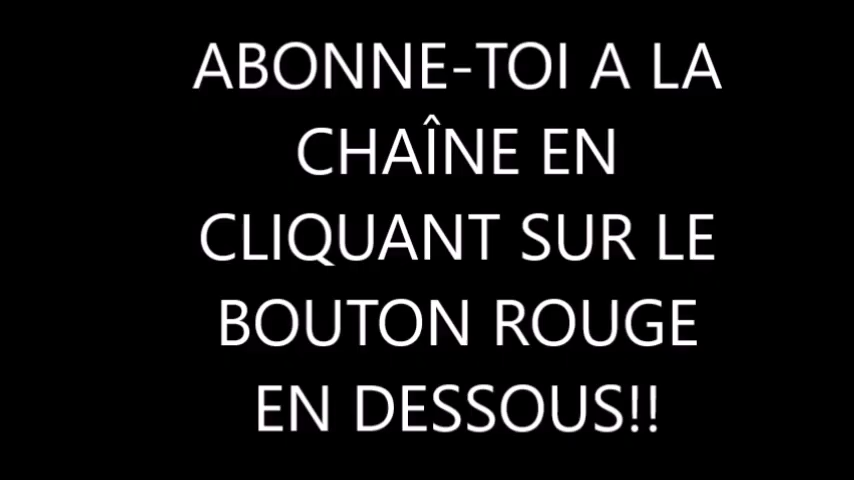 ABONNE-TOI A LA
CHAÎNE EN
CLIQUANT SUR LE
BOUTON ROUGE
EN DESSOUS!!